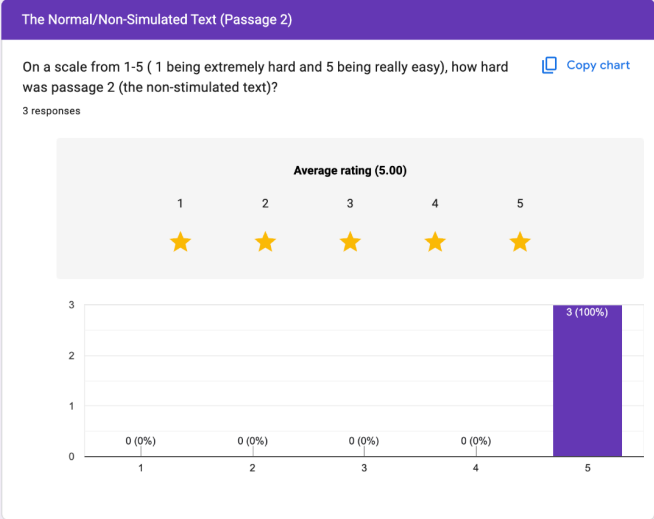 The Normal/Non-Simulated Text (Passage 2)
On a scale from 1-5 ( 1 being extremely hard and 5 being really easy), how hard
was passage 2 (the non-stimulated text)?
Copy chart
3 responses
Average rating (5.00)
1 2 3 4 5
3
3 (100%)
2
1
0 (0%) 0 (0%) 0 (0%) 0 (0%)
0
1 2 3 4 5